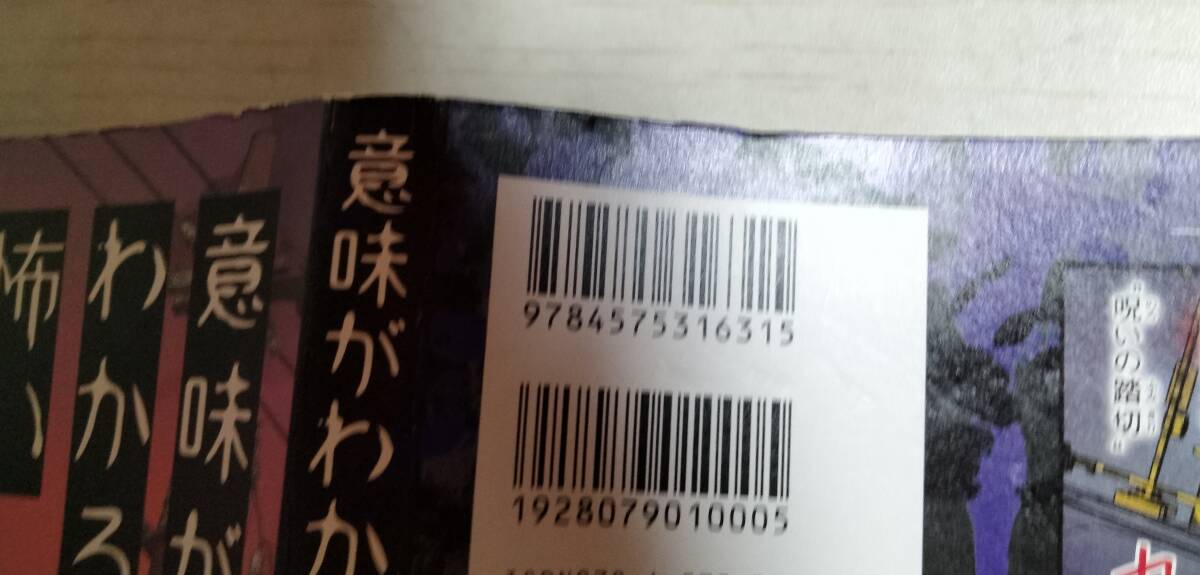 意味がわか
意味が
わかる
怖い
9784575316315
1928079010005
"呪いの踏切"